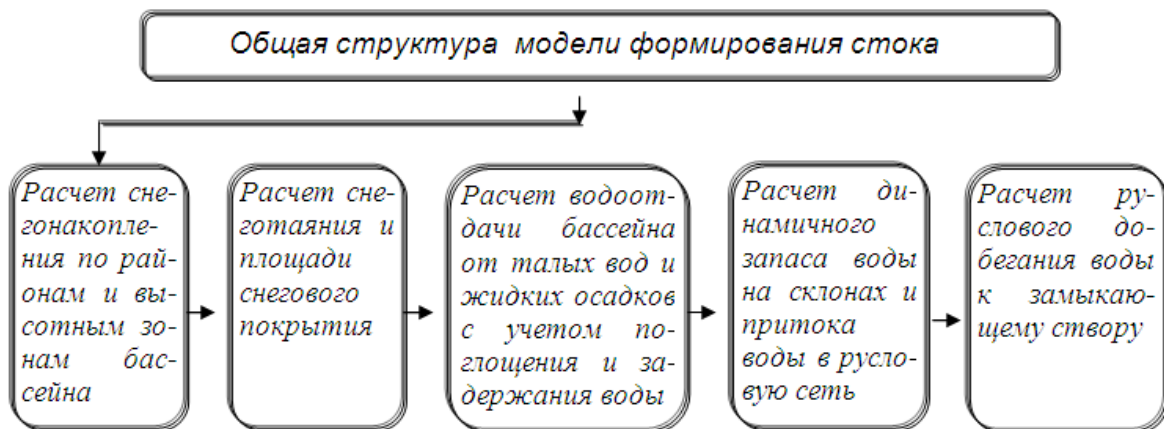 Общая структура модели формирования стока
Расчет сне-
гонакопле-
ния по рай-
онам и вы-
сотным зо-
нам бас-
сейна
Расчет сне-
готаяния и
площади
снегового
покрытия
Расчет водоот-
дачи бассейна
от талых вод и
жидких осадков
с учетом по-
глощения и за-
держания воды
Расчет ди-
намичного
запаса воды
на склонах и
притока
воды в русло-
вую сеть
Расчет ру-
слового до-
бегания воды
к замыкаю-
щему створу